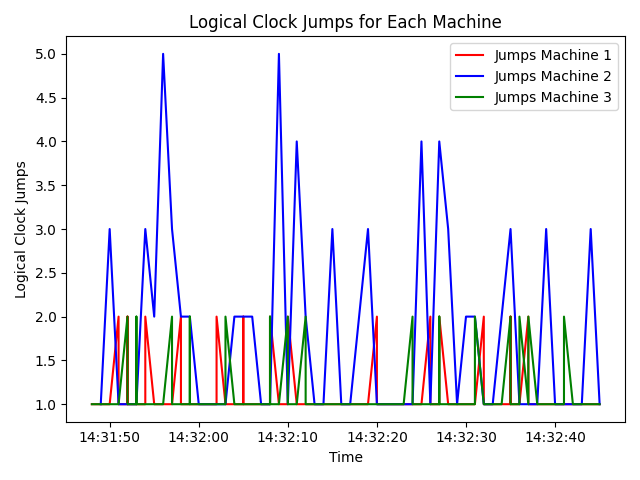 Logical Clock Jumps for Each Machine
Jumps Machine 1
Jumps Machine 2
Jumps Machine 3
Logical Clock Jumps
5.0
4.5
4.0
3.5
3.0
2.5
2.0
1.5
1.0
14:31:50 14:32:00 14:32:10 14:32:20 14:32:30 14:32:40
Time